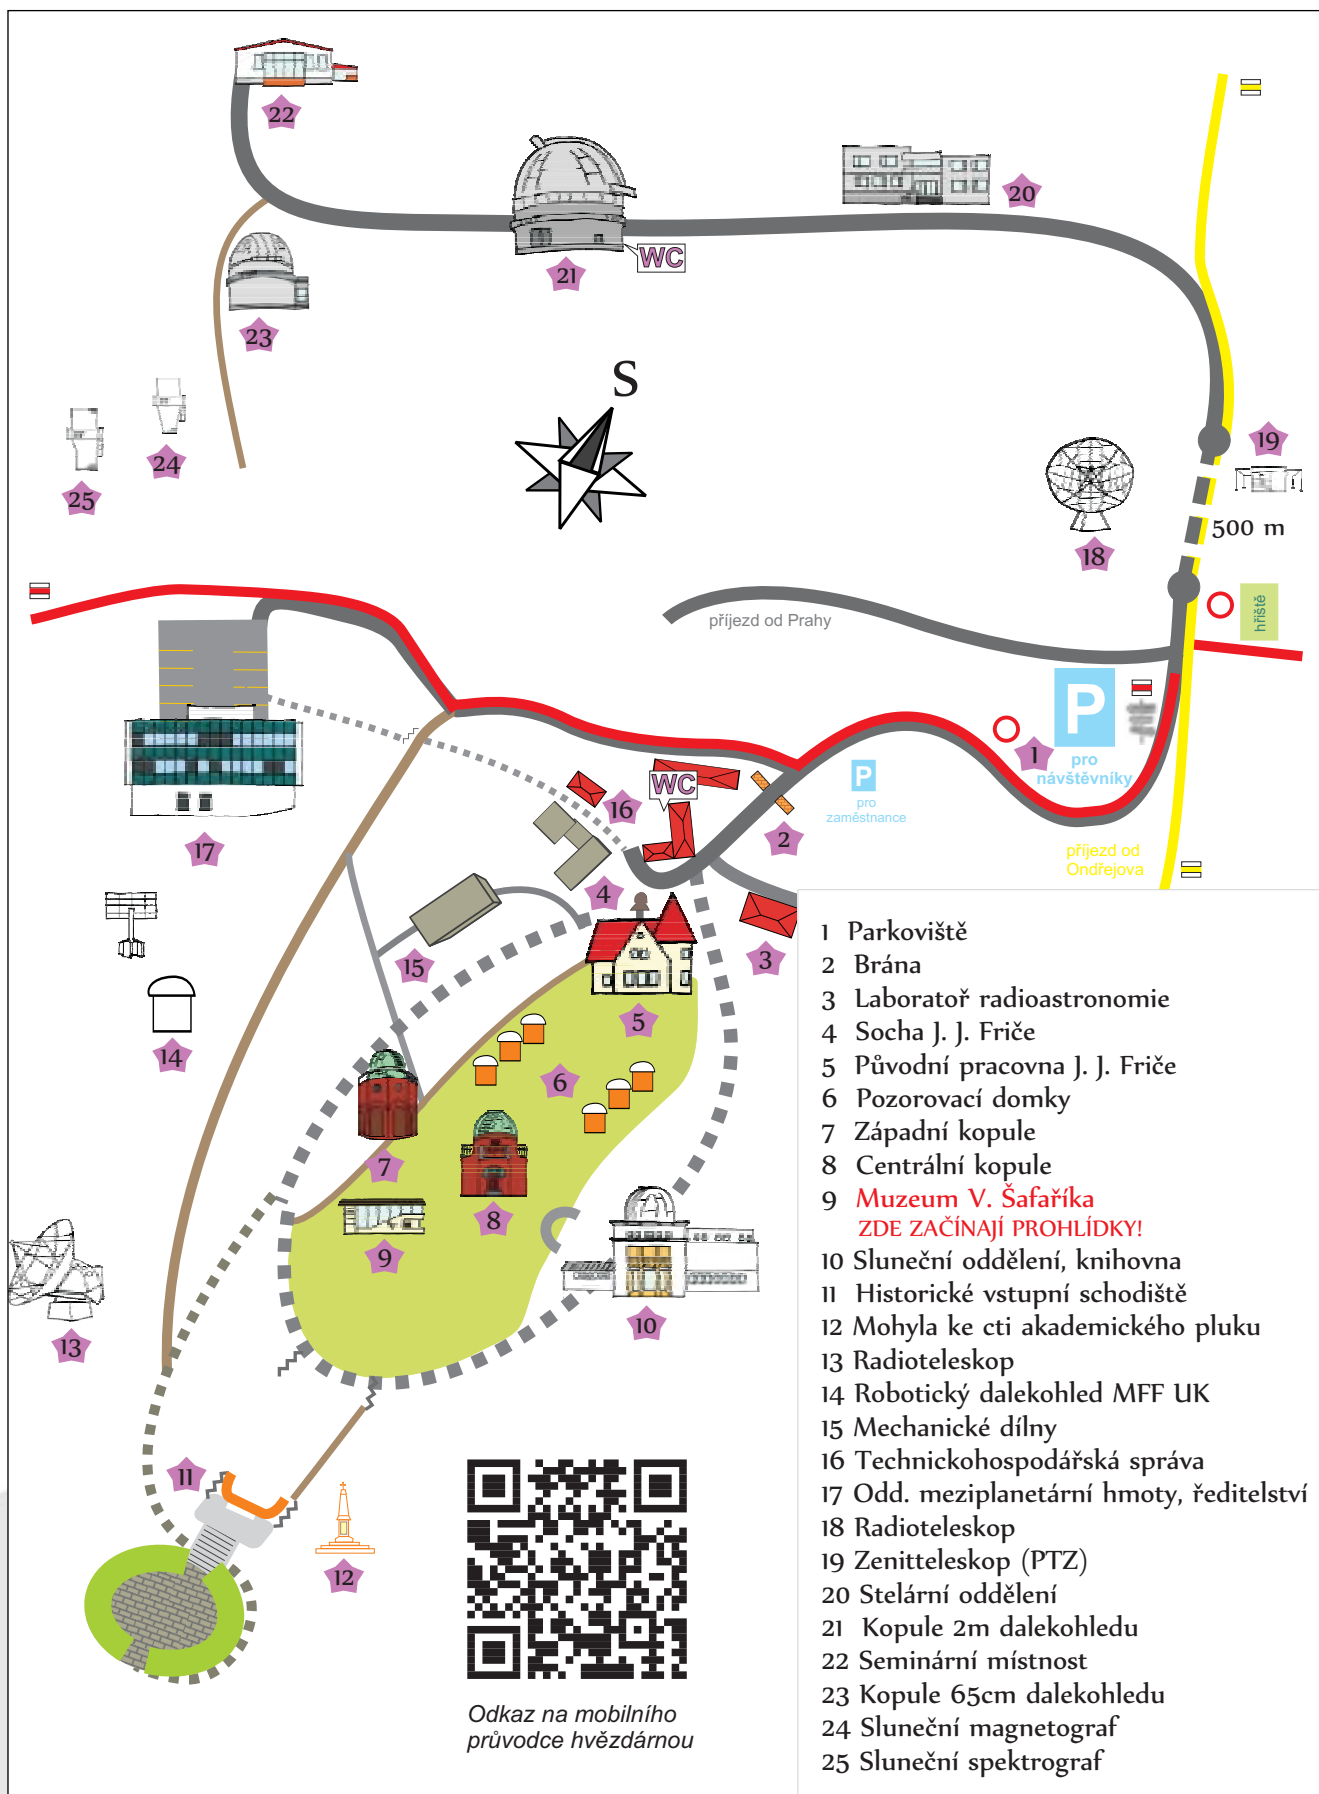 22
20
21
WC
23
S
19
24
25
18
500 m
hřiště
příjezd od Prahy
P
1
pro
návštěvníky
WC
P
16
pro
zaměstnance
2
17
příjezd od
Ondřejova
4
3
15
5
14
6
7
8
9
10
13
11
12
1 Parkoviště
2 Brána
3 Laboratoř radioastronomie
4 Socha J. J. Friče
5 Původní pracovna J. J. Friče
6 Pozorovací domky
7 Západní kopule
8 Centrální kopule
9 Muzeum V. Šafaříka
ZDE ZAČÍNAJÍ PROHLÍDKY!
10 Sluneční oddělení, knihovna
11 Historické vstupní schodiště
12 Mohyla ke cti akademického pluku
13 Radioteleskop
14 Robotický dalekohled MFF UK
15 Mechanické dílny
16 Technickohospodářská správa
17 Odd. meziplanetární hmoty, ředitelství
18 Radioteleskop
19 Zenitteleskop (PTZ)
20 Stelární oddělení
21 Kopule 2m dalekohledu
22 Seminární místnost
23 Kopule 65cm dalekohledu
24 Sluneční magnetograf
25 Sluneční spektrograf
Odkaz na mobilního
průvodce hvězdárnou